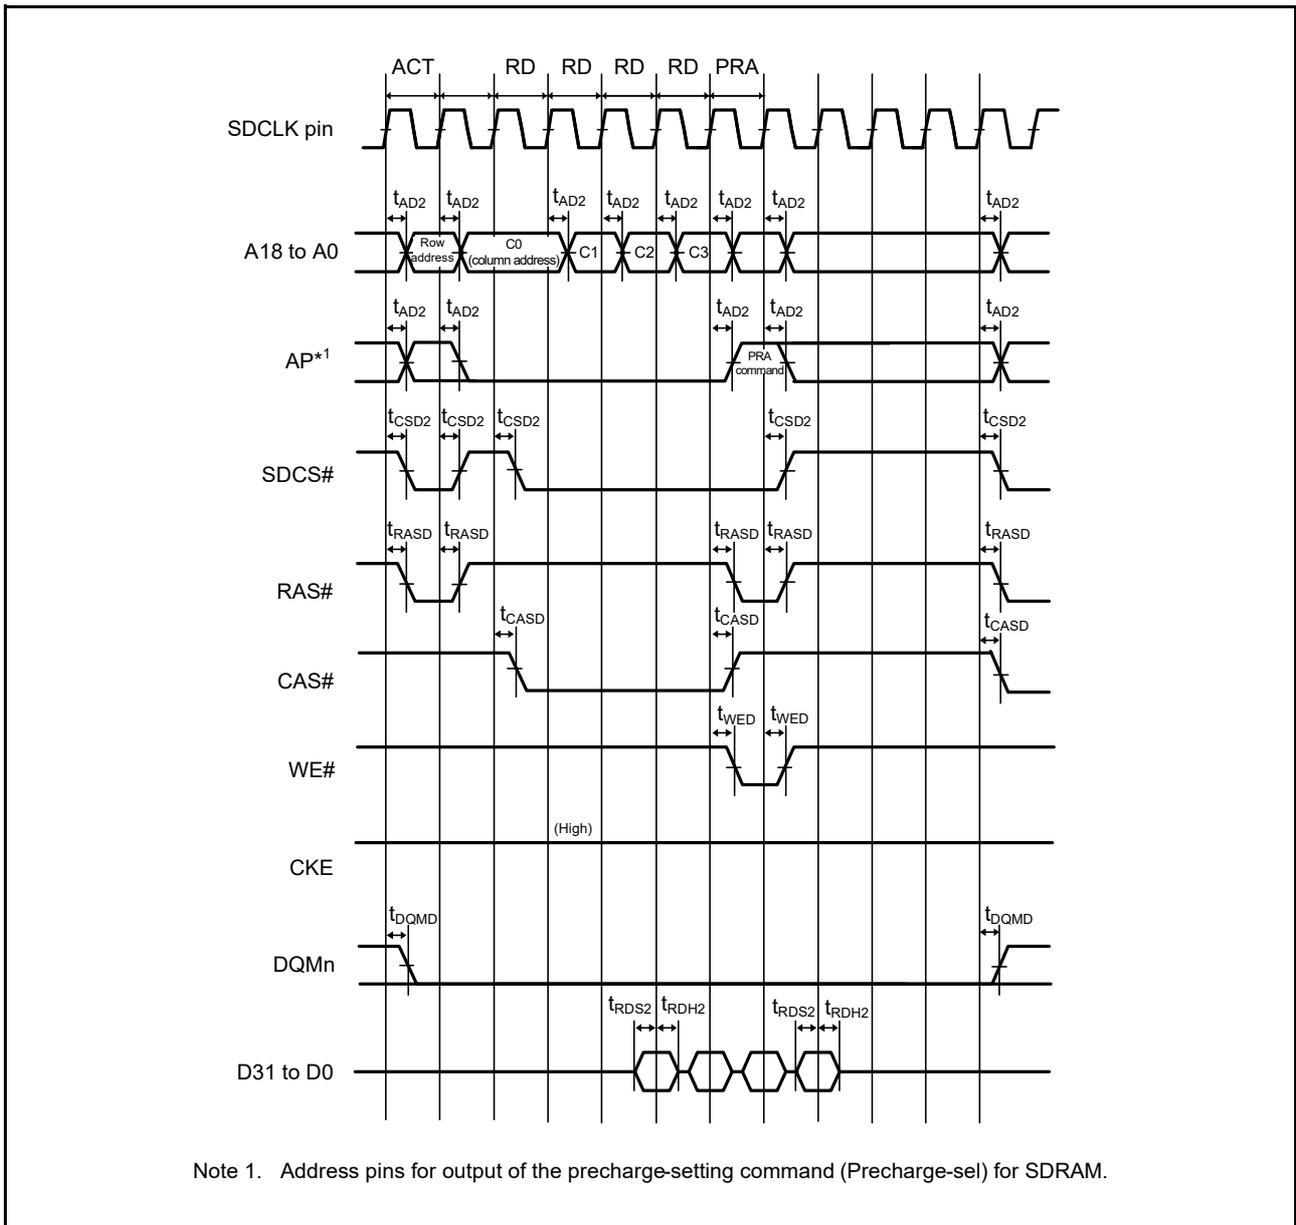 ACT RD RD RD RD PRA
SDCLK pin
tAD2 tAD2 tAD2 tAD2 tAD2 tAD2 tAD2 tAD2
A18 to A0
Row address
C0 (column address)
C1
C2
C3
tAD2 tAD2 tAD2 tAD2 tAD2
AP*1
PRA command
tCSD2 tCSD2 tCSD2 tCSD2 tCSD2
SDCS#
tRASD tRASD tRASD tRASD tRASD
RAS#
tCASD tCASD tCASD
CAS#
tWED tWED
WE#
(High)
CKE
tDQMD tDQMD
DQMn
tRDS2 tRDH2 tRDS2 tRDH2
D31 to D0
Note 1. Address pins for output of the precharge-setting command (Precharge-sel) for SDRAM.